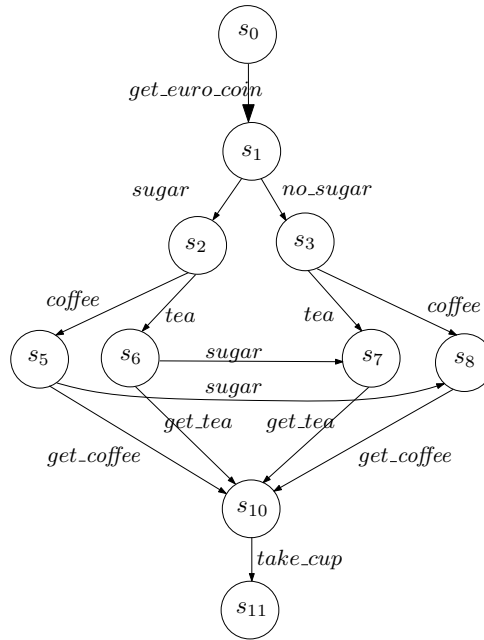 s0
get_euro_coin
s1
sugar no_sugar
s2 s3
coffee tea tea coffee
s5 s6 sugar s7 s8
sugar
get_tea get_tea
get_coffee get_coffee
s10
take_cup
s11